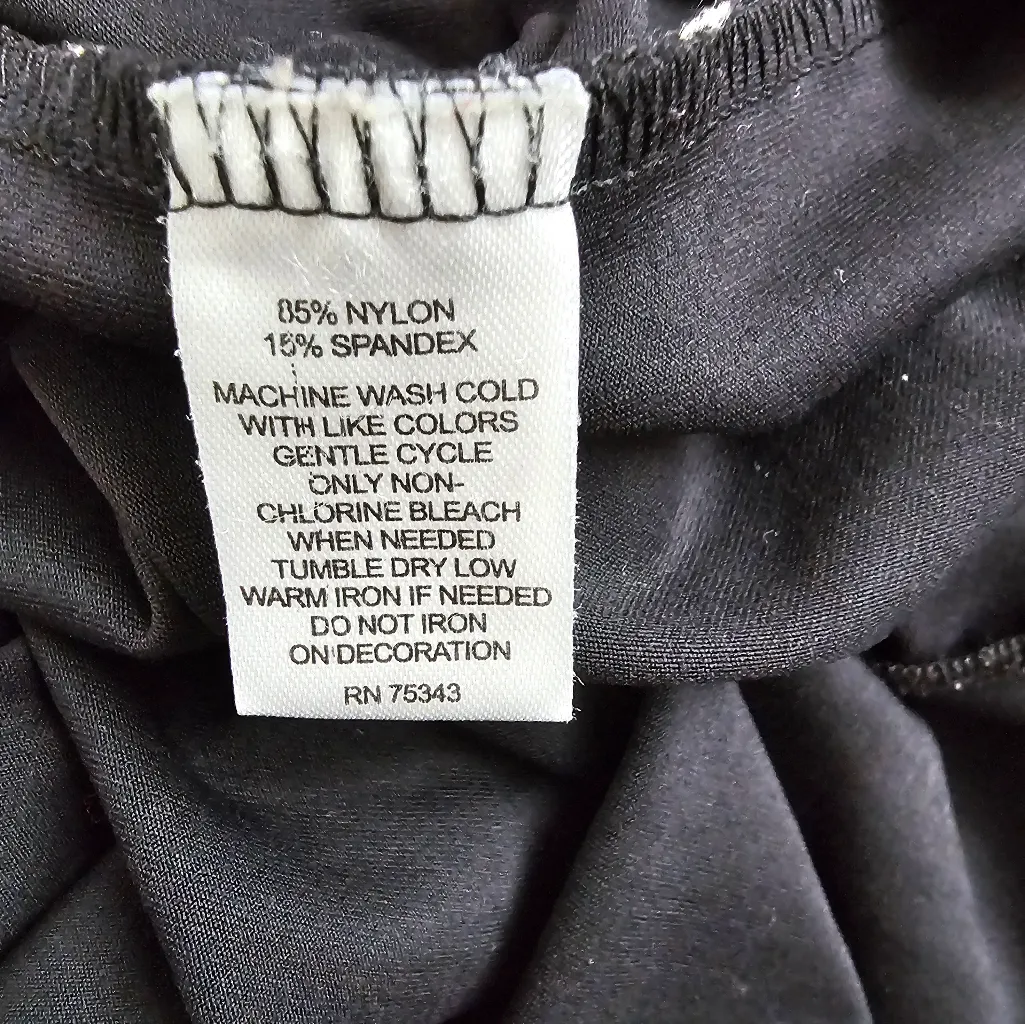 85% NYLON
15% SPANDEX
MACHINE WASH COLD
WITH LIKE COLORS
GENTLE CYCLE
ONLY NON-
CHLORINE BLEACH
WHEN NEEDED
TUMBLE DRY LOW
WARM IRON IF NEEDED
DO NOT IRON
ON DECORATION
RN 75343